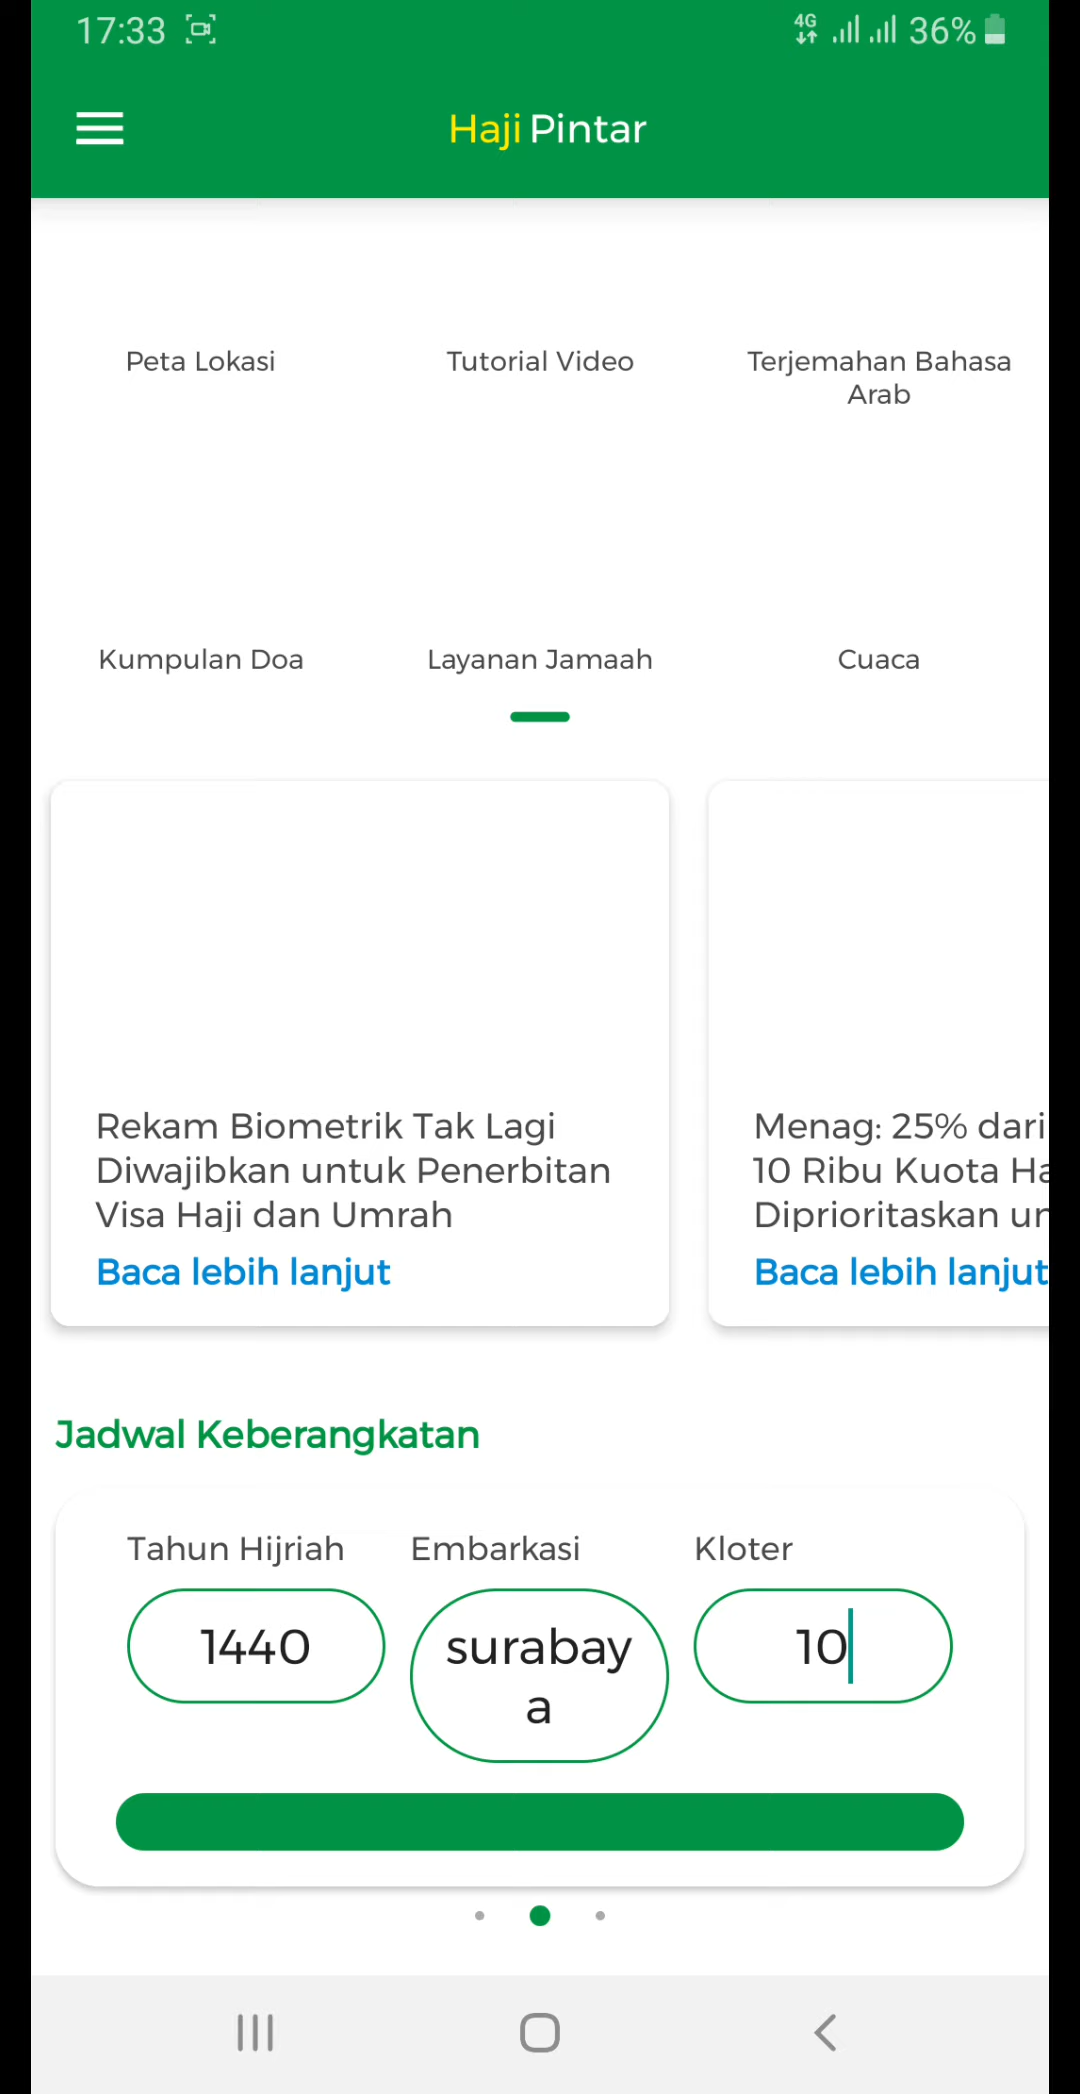 17:33 4G 36%
Haji Pintar
Peta Lokasi
Tutorial Video
Terjemahan Bahasa
Arab
Kumpulan Doa
Layanan Jamaah
Cuaca
Rekam Biometrik Tak Lagi
Diwajibkan untuk Penerbitan
Visa Haji dan Umrah
Baca lebih lanjut
Menag: 25% dari
10 Ribu Kuota Ha
Diprioritaskan un
Baca lebih lanjut
Jadwal Keberangkatan
Tahun Hijriah
1440
Embarkasi
surabay
a
Kloter
10